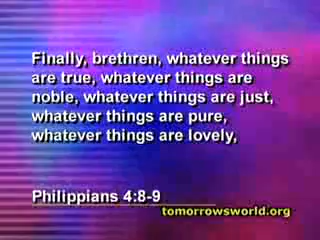 Finally, brethren, whatever things
are true, whatever things are
noble, whatever things are just,
whatever things are pure,
whatever things are lovely,
Philippians 4:8-9
tomorrowsworld.org